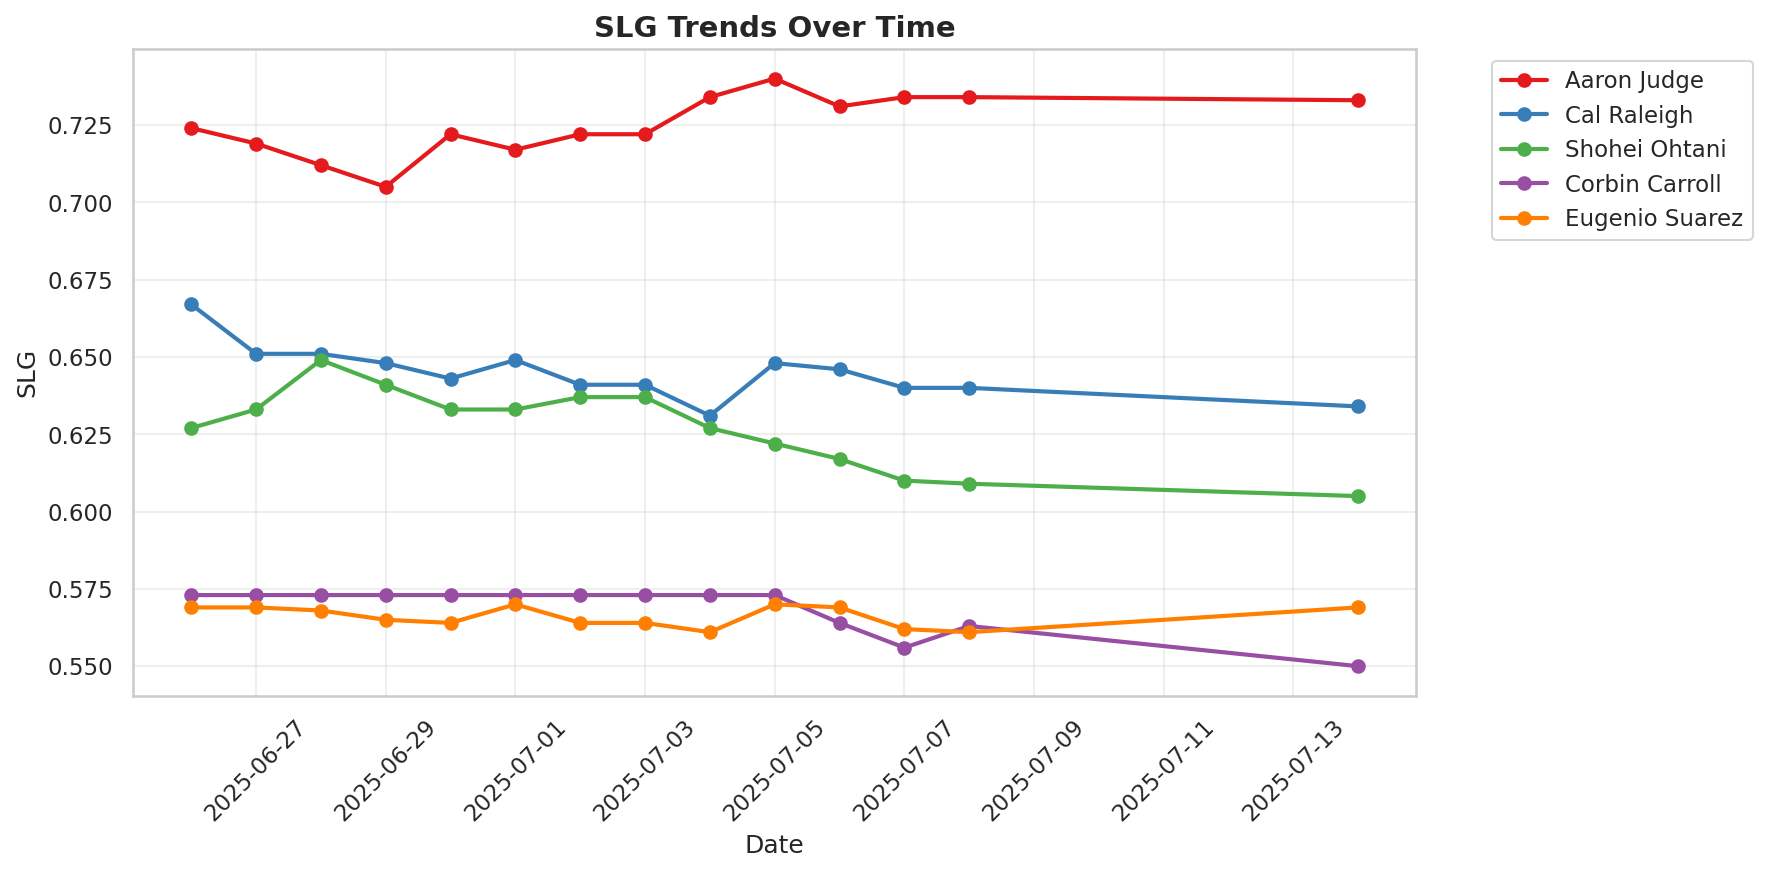 SLG Trends Over Time
Aaron Judge
Cal Raleigh
Shohei Ohtani
Corbin Carroll
Eugenio Suarez
SLG
0.725
0.700
0.675
0.650
0.625
0.600
0.575
0.550
2025-06-27
2025-06-29
2025-07-01
2025-07-03
2025-07-05
2025-07-07
2025-07-09
2025-07-11
2025-07-13
Date